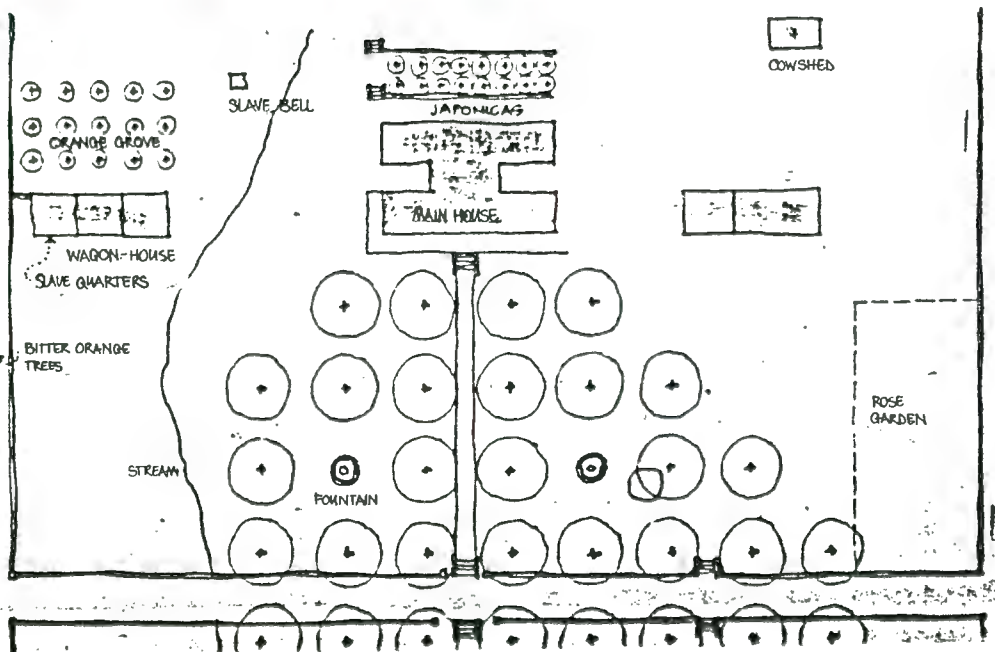 COWSHED
SLAVE BELL
JAPONICAS
ORANGE GROVE
MAIN HOUSE
WAGON-HOUSE
SLAVE QUARTERS
BITTER ORANGE
TREES
ROSE
GARDEN
STREAM
FOUNTAIN